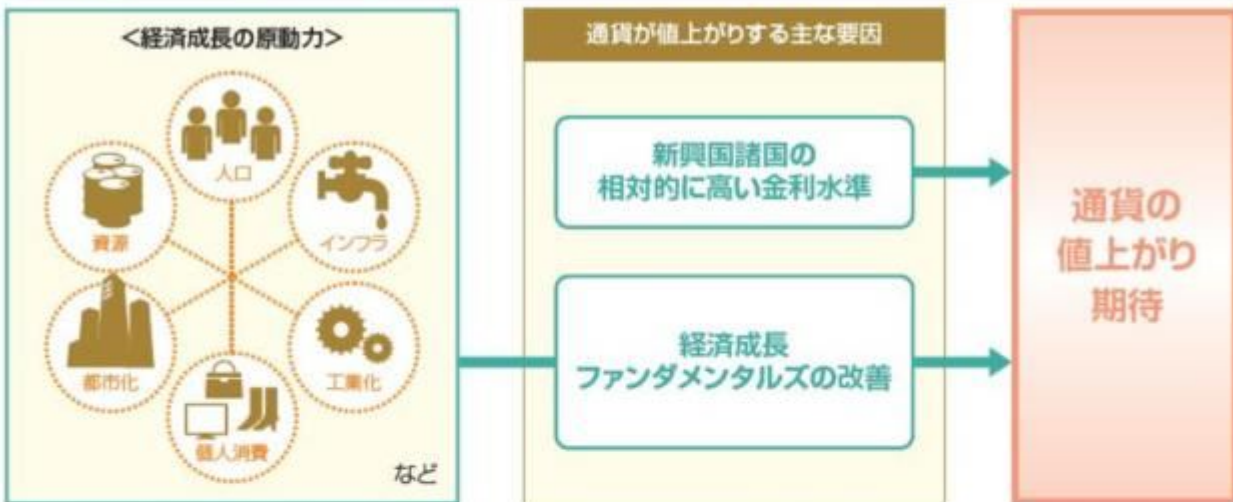 <経済成長の原動力>
人口
資源
インフラ
都市化
工業化
個人消費
など
通貨が値上がりする主な要因
新興国諸国の
相対的に高い金利水準
経済成長
ファンダメンタルズの改善
通貨の
値上がり
期待